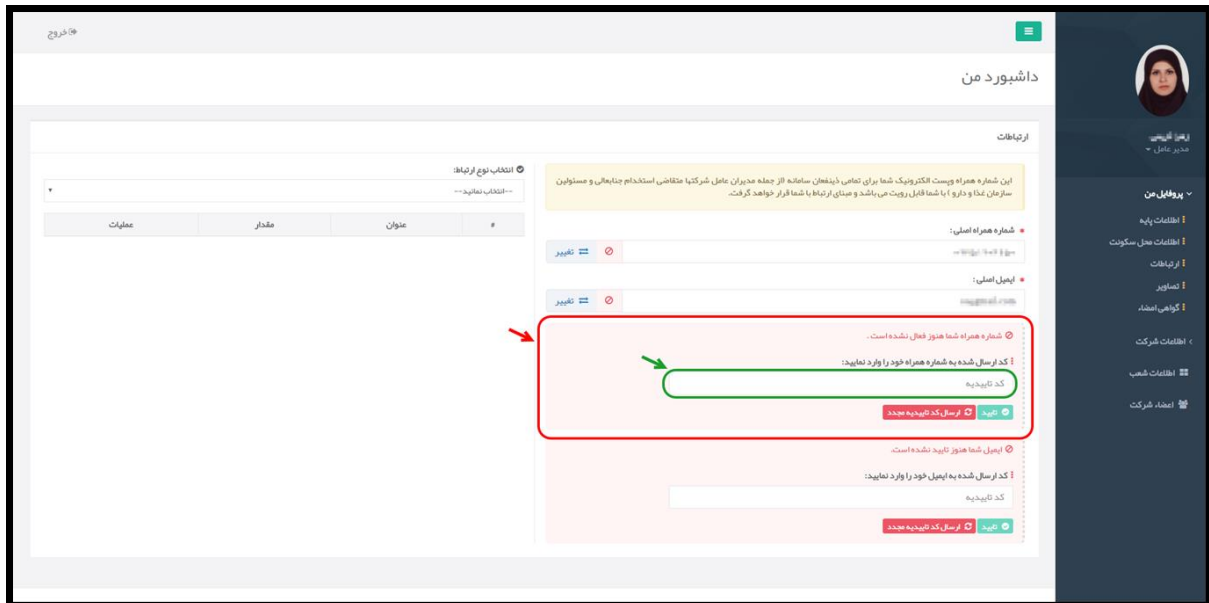 خروج
داشبورد من
مدیر عامل
پروفایل من
اطلاعات پایه
اطلاعات محل سکونت
ارتباطات
تصاویر
گواهی امضاء
اطلاعات شرکت
اطلاعات شعب
اعضاء شرکت
ارتباطات
این شماره همراه وپست الکترونیک شما برای تمامی ذینفعان سامانه (از جمله مدیران عامل شرکتها متقاضی استخدام جنابعالی و مسئولین
سازمان غذا و دارو ) با شما قابل رویت می باشد و مبنای ارتباط با شما قرار خواهد گرفت.
* شماره همراه اصلی :
تغییر
* ایمیل اصلی :
تغییر
شماره همراه شما هنوز فعال نشده است .
کد ارسال شده به شماره همراه خود را وارد نمایید:
کد تاییدیه
تایید ارسال کد تاییدیه مجدد
ایمیل شما هنوز تایید نشده است.
کد ارسال شده به ایمیل خود را وارد نمایید:
کد تاییدیه
تایید ارسال کد تاییدیه مجدد
انتخاب نوع ارتباط:
--انتخاب نمائید--
# عنوان مقدار عملیات